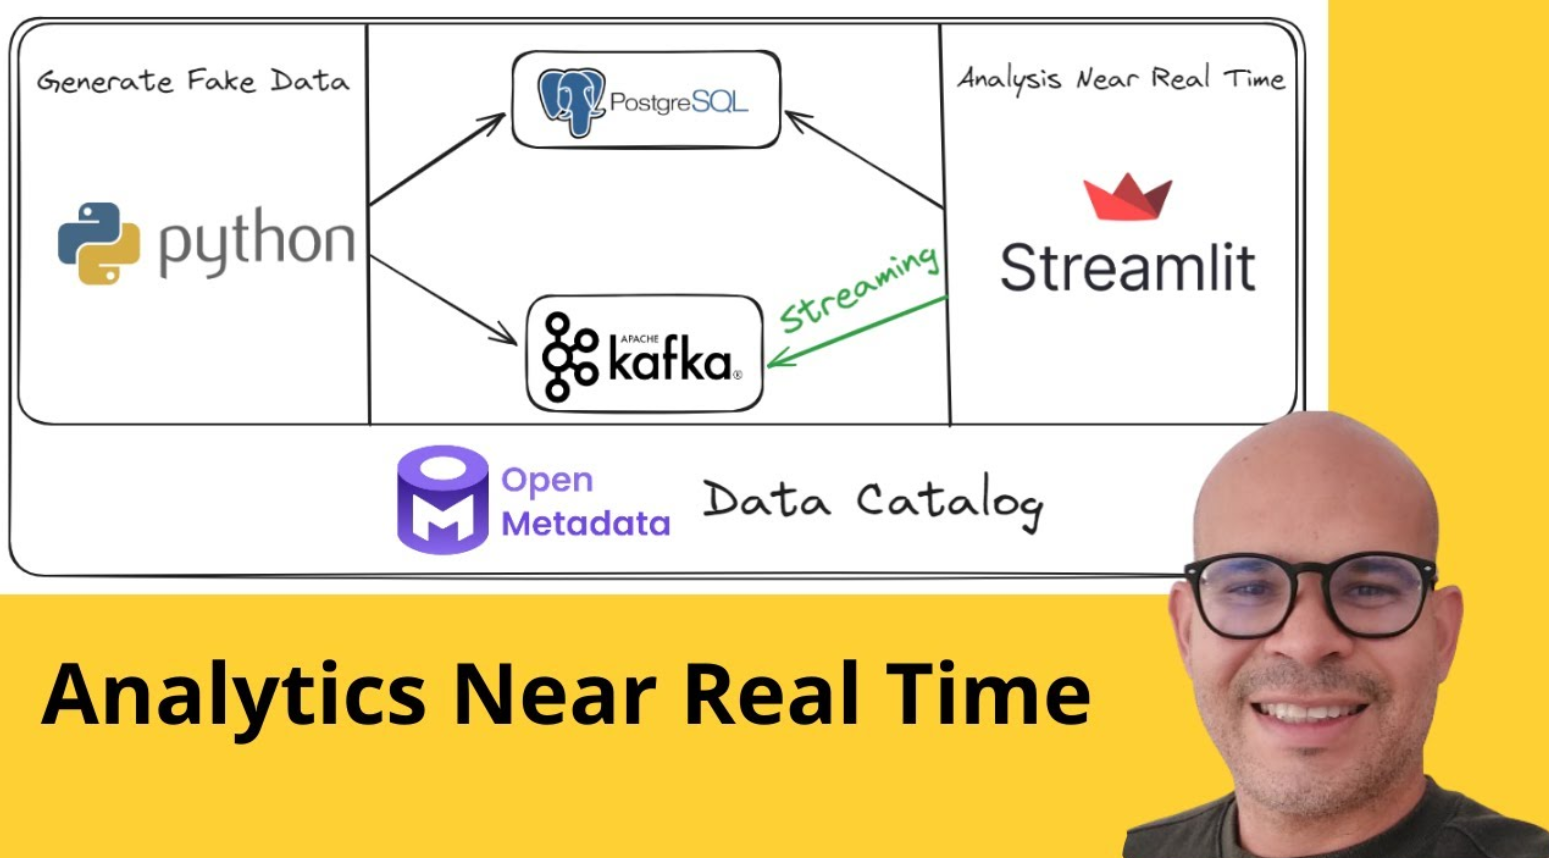 Generate Fake Data
PostgreSQL
Analysis Near Real Time
python
Streaming
Streamlit
APACHE
kafka®
Open
Metadata
Data Catalog
Analytics Near Real Time